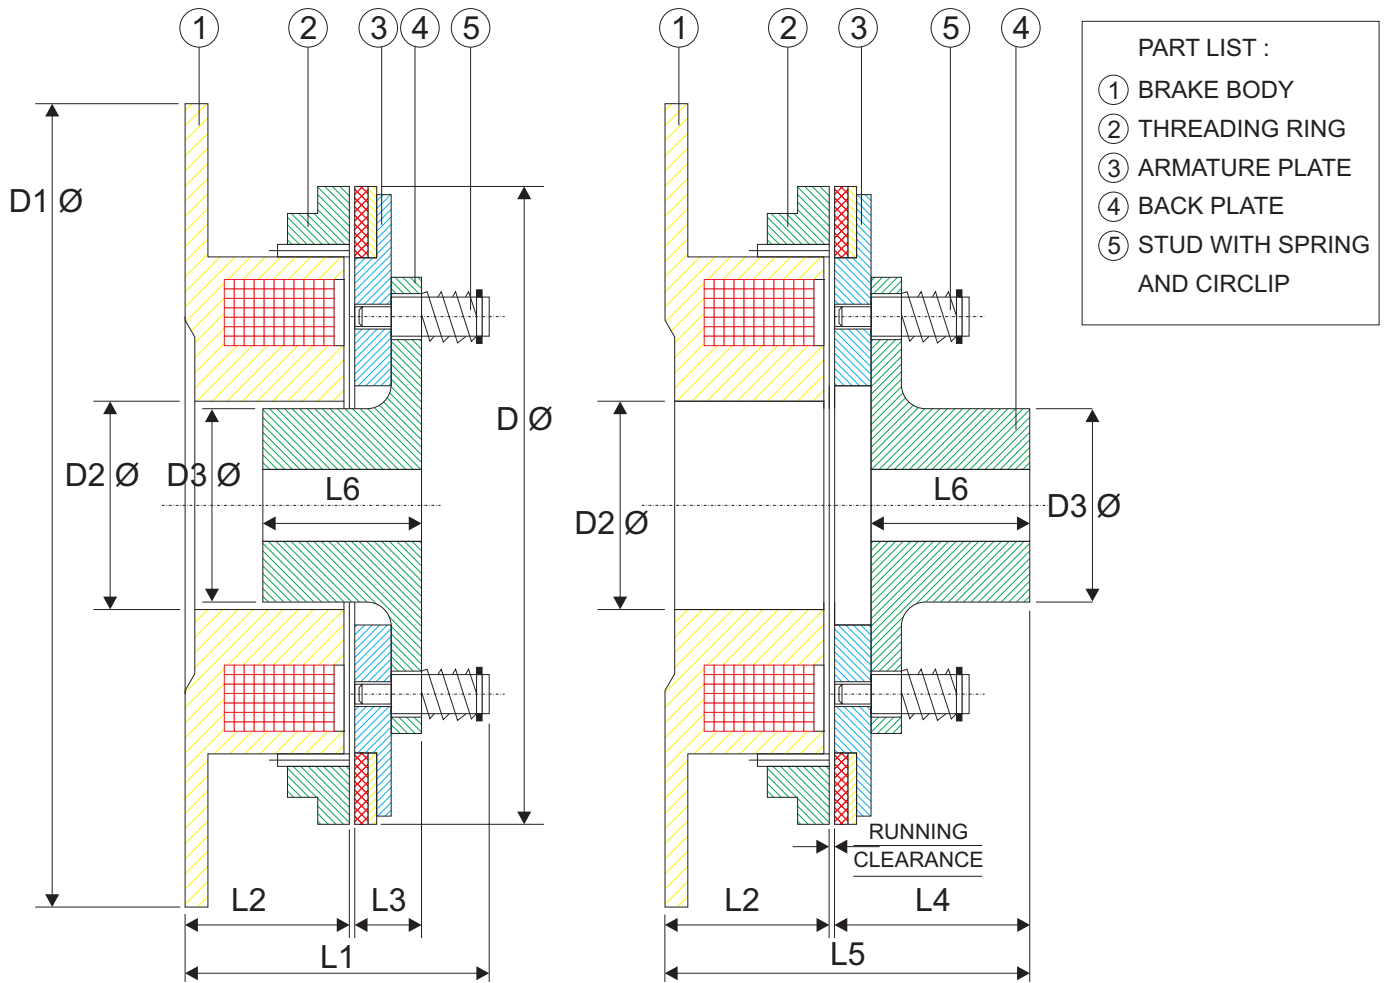 1 2 3 4 5 1 2 3 5 4
PART LIST :
1 BRAKE BODY
2 THREADING RING
3 ARMATURE PLATE
4 BACK PLATE
5 STUD WITH SPRING
AND CIRCLIP
D1 Ø
D Ø
D2 Ø
D3 Ø
L6
D2 Ø
L6
D3 Ø
RUNNING
CLEARANCE
L2
L3
L1
L2
L4
L5